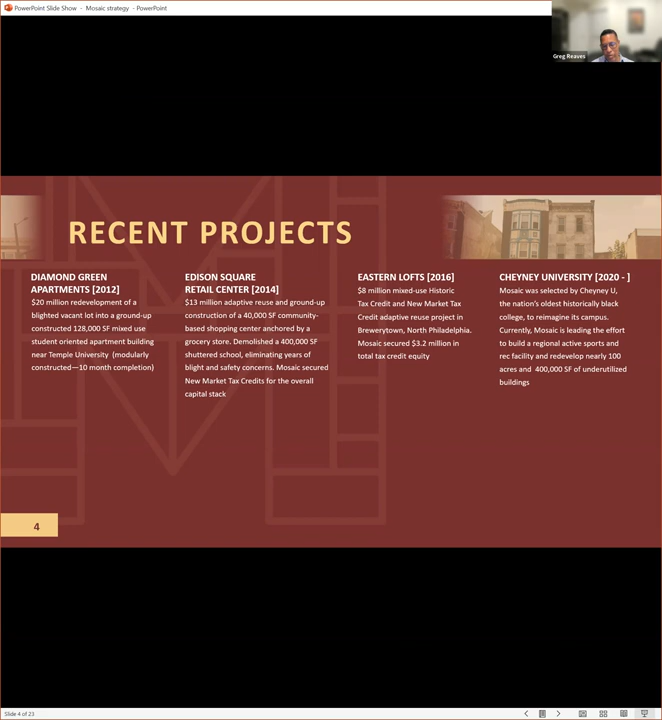 PowerPoint Slide Show - Mosaic strategy - PowerPoint
Greg Reaves
RECENT PROJECTS
DIAMOND GREEN
APARTMENTS [2012]
$20 million redevelopment of a
blighted vacant lot into a ground-up
constructed 128,000 SF mixed use
student oriented apartment building
near Temple University (modularly
constructed—10 month completion)
EDISON SQUARE
RETAIL CENTER [2014]
$13 million adaptive reuse and ground-up
construction of a 40,000 SF community-
based shopping center anchored by a
grocery store. Demolished a 400,000 SF
shuttered school, eliminating years of
blight and safety concerns. Mosaic secured
New Market Tax Credits for the overall
capital stack
EASTERN LOFTS [2016]
$8 million mixed-use Historic
Tax Credit and New Market Tax
Credit adaptive reuse project in
Brewerytown, North Philadelphia.
Mosaic secured $3.2 million in
total tax credit equity
CHEYNEY UNIVERSITY [2020 - ]
Mosaic was selected by Cheyney U,
the nation's oldest historically black
college, to reimagine its campus.
Currently, Mosaic is leading the effort
to build a regional active sports and
rec facility and redevelop nearly 100
acres and 400,000 SF of underutilized
buildings
4
Slide 4 of 23